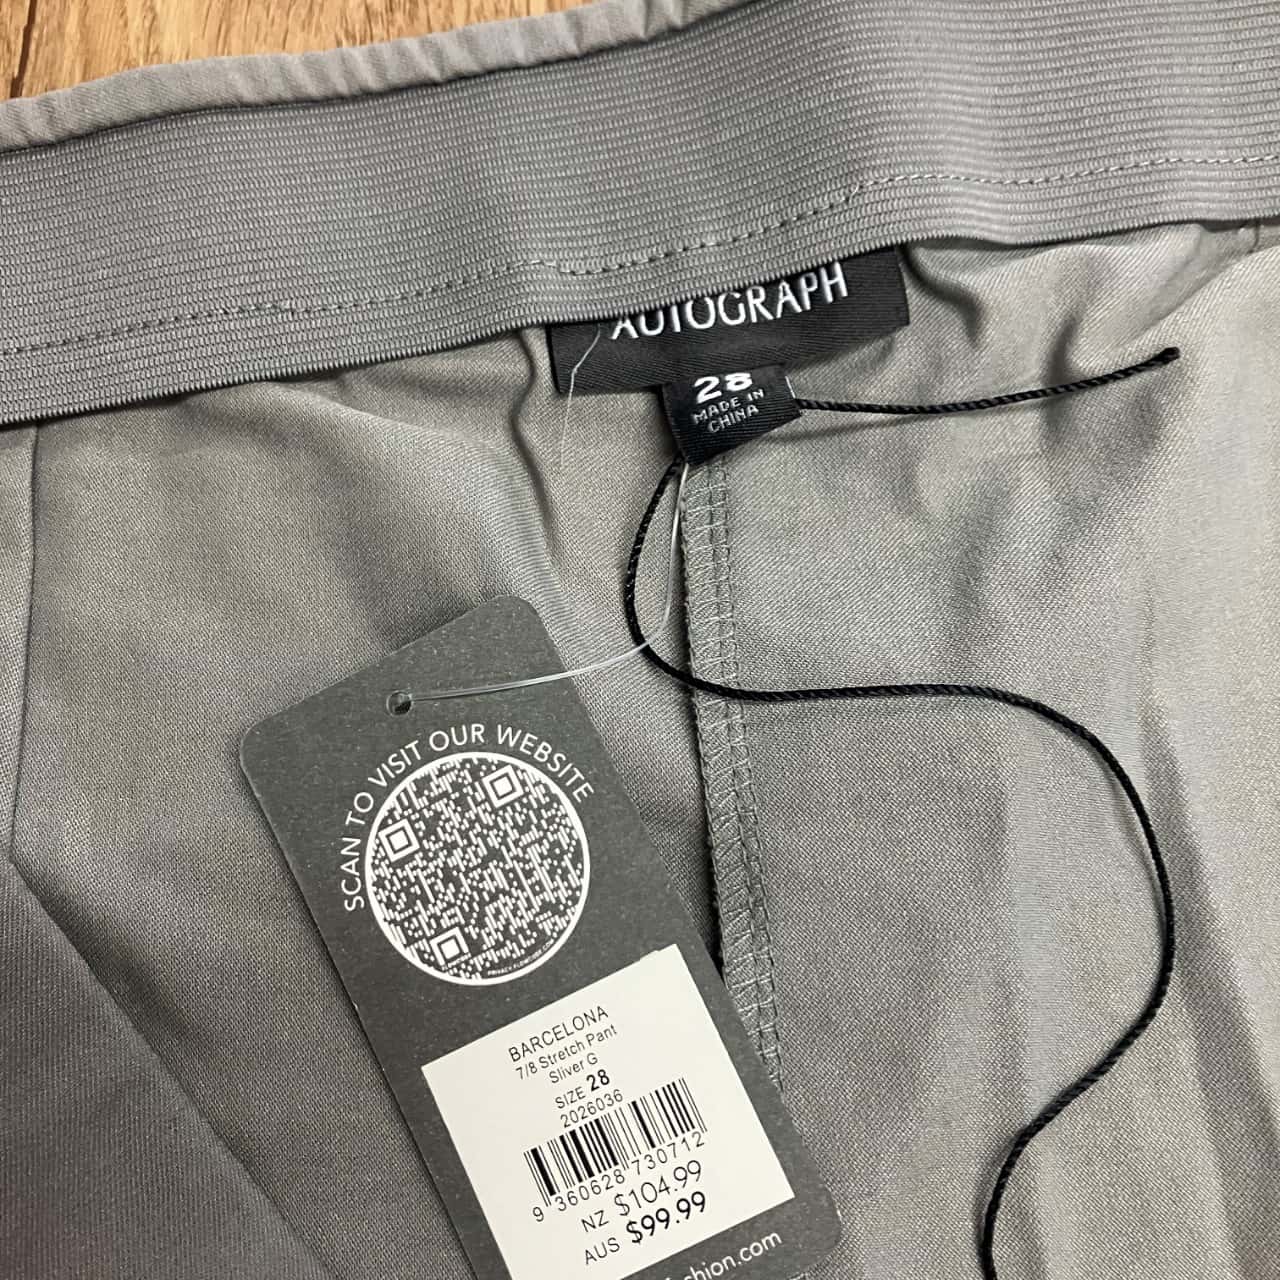 AUTOGRAPH
28
MADE IN
CHINA
SCAN TO VISIT OUR WEBSITE
BARCELONA
7/8 Stretch Pant
Sliver G
SIZE 28
2026036
9 360628 730712
NZ $104.99
AUS $99.99